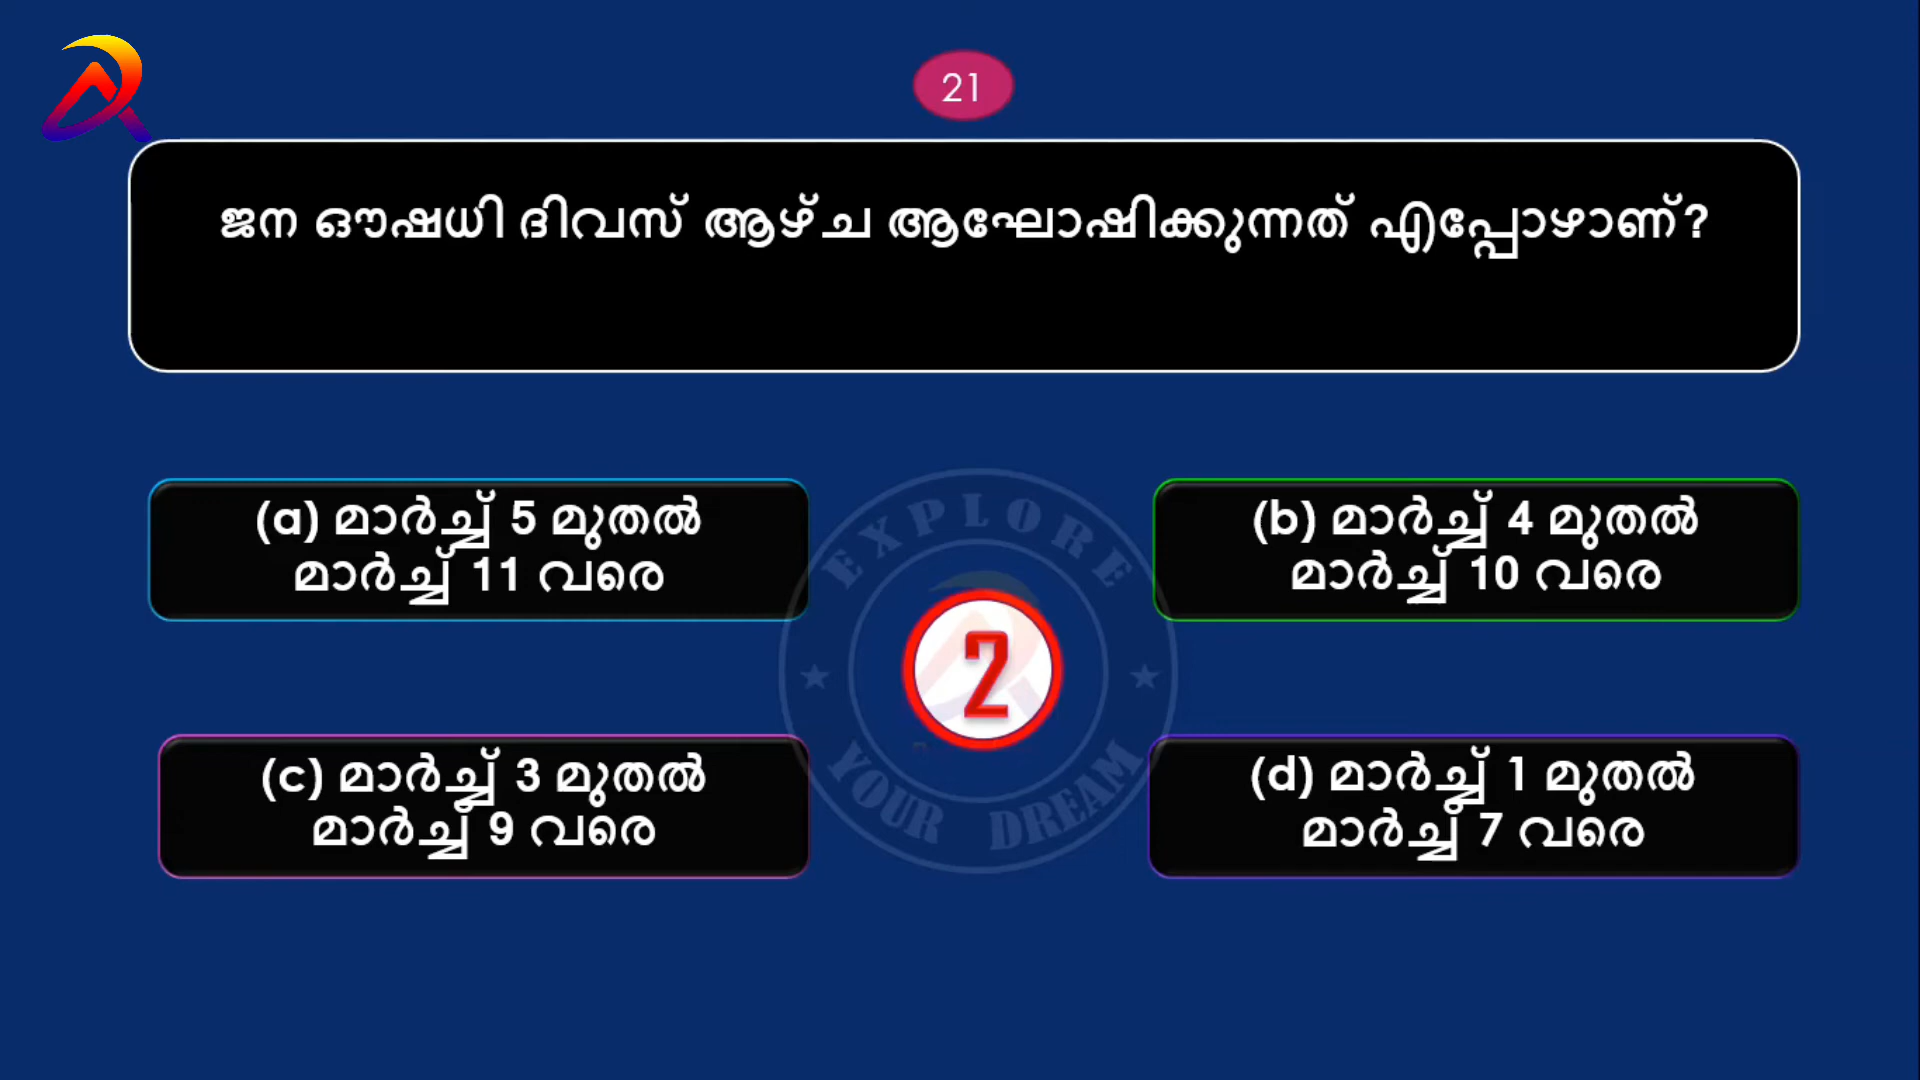 21
ജന ഔഷധി ദിവസ് ആഴ്ച ആഘോഷിക്കുന്നത് എപ്പോഴാണ്?
(a) മാർച്ച് 5 മുതൽ
മാർച്ച് 11 വരെ
(b) മാർച്ച് 4 മുതൽ
മാർച്ച് 10 വരെ
EXPLORE
2
YOUR DREAM
(c) മാർച്ച് 3 മുതൽ
മാർച്ച് 9 വരെ
(d) മാർച്ച് 1 മുതൽ
മാർച്ച് 7 വരെ